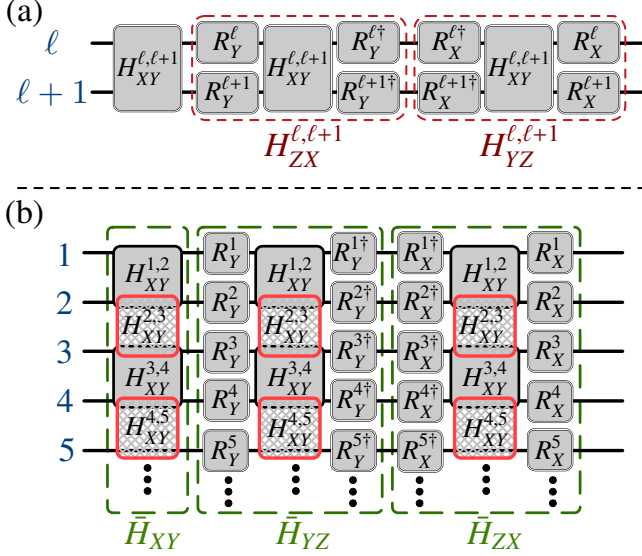 (a)
ℓ H_{XY}^{ℓ,ℓ+1} R_Y^ℓ H_{XY}^{ℓ,ℓ+1} R_Y^{ℓ†} R_X^{ℓ†} H_{XY}^{ℓ,ℓ+1} R_X^ℓ
ℓ+1 R_Y^{ℓ+1} R_Y^{ℓ+1†} R_X^{ℓ+1†} R_X^{ℓ+1}
H_{ZX}^{ℓ,ℓ+1} H_{YZ}^{ℓ,ℓ+1}
(b)
1 R_Y^1 R_Y^{1†} R_X^{1†} R_X^1
H_{XY}^{1,2} H_{XY}^{1,2} H_{XY}^{1,2}
2 R_Y^2 R_Y^{2†} R_X^{2†} R_X^2
H_{XY}^{2,3} H_{XY}^{2,3} H_{XY}^{2,3}
3 R_Y^3 R_Y^{3†} R_X^{3†} R_X^3
H_{XY}^{3,4} H_{XY}^{3,4} H_{XY}^{3,4}
4 R_Y^4 R_Y^{4†} R_X^{4†} R_X^4
H_{XY}^{4,5} H_{XY}^{4,5} H_{XY}^{4,5}
5 R_Y^5 R_Y^{5†} R_X^{5†} R_X^5
H̄_{XY} H̄_{YZ} H̄_{ZX}